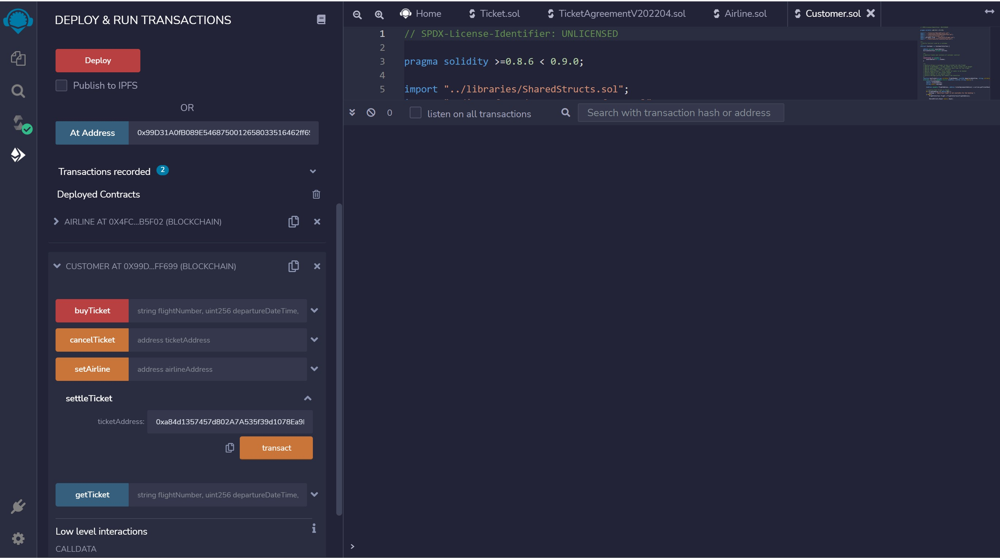 DEPLOY & RUN TRANSACTIONS
Deploy
Publish to IPFS
OR
At Address 0x99D31A0fB089E5468750012658033516462ff6
Transactions recorded 2
Deployed Contracts
AIRLINE AT 0X4FC...B5F02 (BLOCKCHAIN)
CUSTOMER AT 0X99D...FF699 (BLOCKCHAIN)
buyTicket string flightNumber, uint256 departureDateTime,
cancelTicket address ticketAddress
setAirline address airlineAddress
settleTicket
ticketAddress: 0xa84d1357457d802A7A535f39d1078Ea9
transact
getTicket string flightNumber, uint256 departureDateTime,
Low level interactions
i
CALLDATA
Home Ticket.sol TicketAgreementV202204.sol Airline.sol Customer.sol
1 // SPDX-License-Identifier: UNLICENSED
2
3 pragma solidity >=0.8.6 < 0.9.0;
4
5 import "../libraries/SharedStructs.sol";
0 listen on all transactions Search with transaction hash or address
>